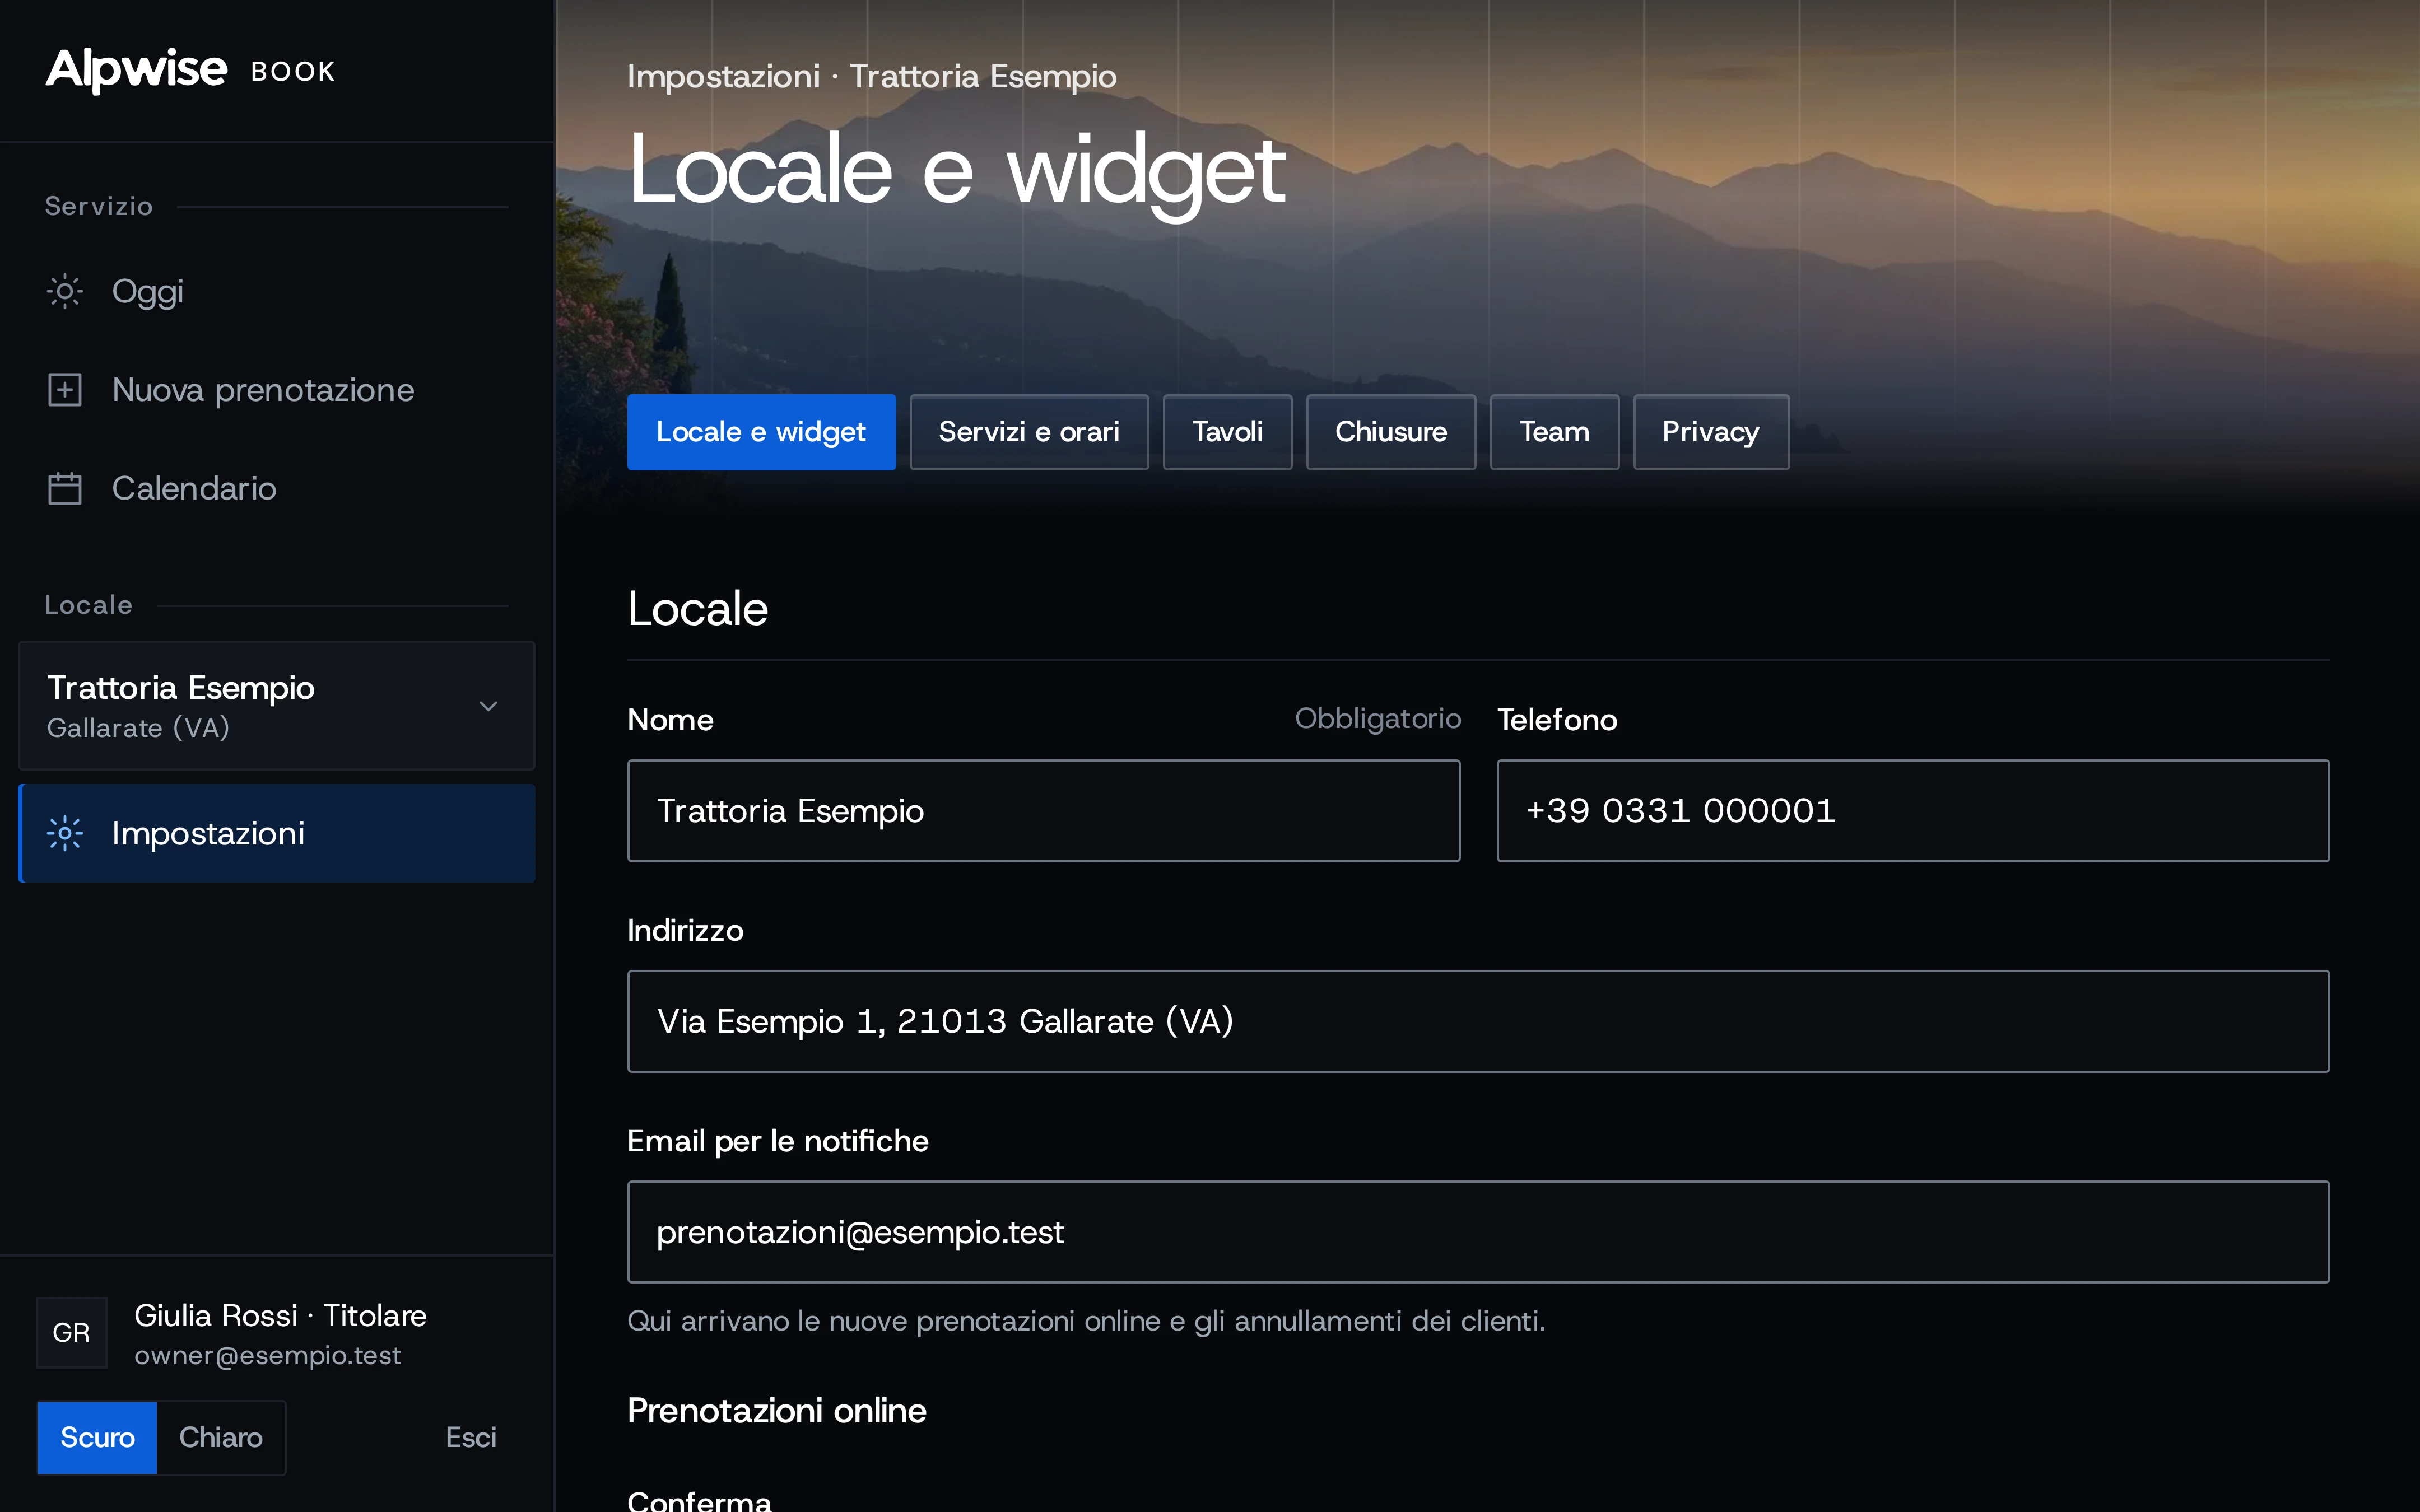 Alpwise BOOK
Servizio
Oggi
Nuova prenotazione
Calendario
Locale
Trattoria Esempio
Gallarate (VA)
Impostazioni
GR
Giulia Rossi · Titolare
owner@esempio.test
Scuro
Chiaro
Esci
Impostazioni · Trattoria Esempio
Locale e widget
Locale e widget
Servizi e orari
Tavoli
Chiusure
Team
Privacy
Locale
Nome
Obbligatorio
Trattoria Esempio
Telefono
+39 0331 000001
Indirizzo
Via Esempio 1, 21013 Gallarate (VA)
Email per le notifiche
prenotazioni@esempio.test
Qui arrivano le nuove prenotazioni online e gli annullamenti dei clienti.
Prenotazioni online
Conferma